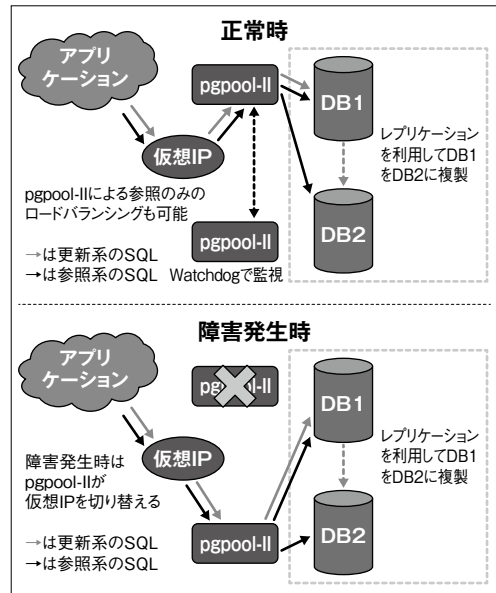 正常時
アプリ
ケーション
pgpool-II
DB1
仮想IP
レプリケーション
を利用してDB1
をDB2に複製
pgpool-IIによる参照のみの
ロードバランシングも可能
pgpool-II
DB2
→は更新系のSQL
→は参照系のSQL
Watchdogで監視
障害発生時
アプリ
ケーション
pgpool-II
DB1
仮想IP
レプリケーション
を利用してDB1
をDB2に複製
障害発生時は
pgpool-IIが
仮想IPを切り替える
pgpool-II
DB2
→は更新系のSQL
→は参照系のSQL